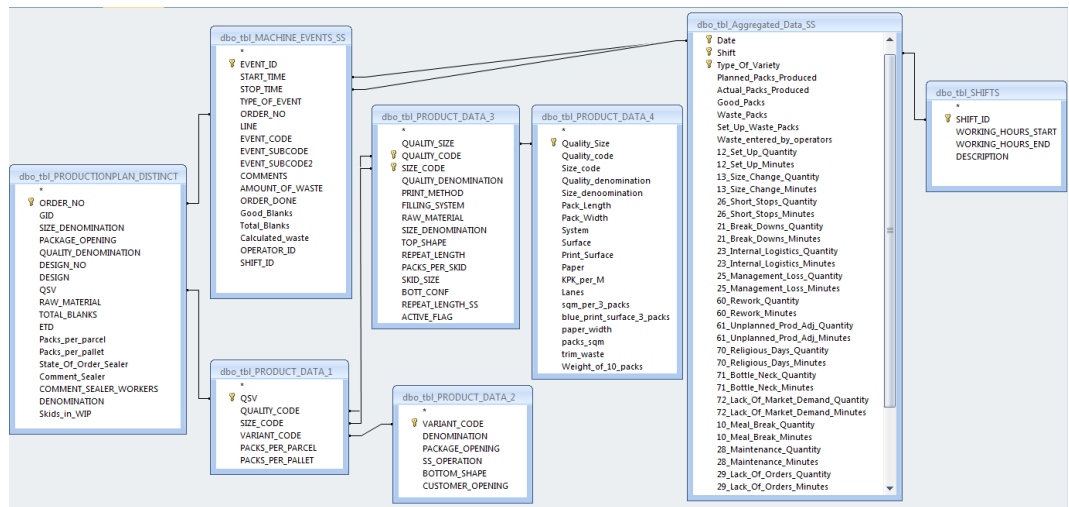 dbo_tbl_PRODUCTIONPLAN_DISTINCT
*
ORDER_NO
GID
SIZE_DENOMINATION
PACKAGE_OPENING
QUALITY_DENOMINATION
DESIGN_NO
DESIGN
QSV
RAW_MATERIAL
TOTAL_BLANKS
ETD
Packs_per_parcel
Packs_per_pallet
State_Of_Order_Sealer
Comment_Sealer
COMMENT_SEALER_WORKERS
DENOMINATION
Skids_in_WIP
dbo_tbl_MACHINE_EVENTS_SS
*
EVENT_ID
START_TIME
STOP_TIME
TYPE_OF_EVENT
ORDER_NO
LINE
EVENT_CODE
EVENT_SUBCODE
EVENT_SUBCODE2
COMMENTS
AMOUNT_OF_WASTE
ORDER_DONE
Good_Blanks
Total_Blanks
Calculated_waste
OPERATOR_ID
SHIFT_ID
dbo_tbl_PRODUCT_DATA_1
*
QSV
QUALITY_CODE
SIZE_CODE
VARIANT_CODE
PACKS_PER_PARCEL
PACKS_PER_PALLET
dbo_tbl_PRODUCT_DATA_3
*
QUALITY_SIZE
QUALITY_CODE
SIZE_CODE
QUALITY_DENOMINATION
PRINT_METHOD
FILLING_SYSTEM
RAW_MATERIAL
SIZE_DENOMINATION
TOP_SHAPE
REPEAT_LENGTH
PACKS_PER_SKID
SKID_SIZE
BOTT_CONF
REPEAT_LENGTH_SS
ACTIVE_FLAG
dbo_tbl_PRODUCT_DATA_2
*
VARIANT_CODE
DENOMINATION
PACKAGE_OPENING
SS_OPERATION
BOTTOM_SHAPE
CUSTOMER_OPENING
dbo_tbl_PRODUCT_DATA_4
*
Quality_Size
Quality_code
Size_code
Quality_denomination
Size_denoomination
Pack_Length
Pack_Width
System
Surface
Print_Surface
Paper
KPK_per_M
Lanes
sqm_per_3_packs
blue_print_surface_3_packs
paper_width
packs_sqm
trim_waste
Weight_of_10_packs
dbo_tbl_Aggregated_Data_SS
Date
Shift
Type_Of_Variety
Planned_Packs_Produced
Actual_Packs_Produced
Good_Packs
Waste_Packs
Set_Up_Waste_Packs
Waste_entered_by_operators
12_Set_Up_Quantity
12_Set_Up_Minutes
13_Size_Change_Quantity
13_Size_Change_Minutes
26_Short_Stops_Quantity
26_Short_Stops_Minutes
21_Break_Downs_Quantity
21_Break_Downs_Minutes
23_Internal_Logistics_Quantity
23_Internal_Logistics_Minutes
25_Management_Loss_Quantity
25_Management_Loss_Minutes
60_Rework_Quantity
60_Rework_Minutes
61_Unplanned_Prod_Adj_Quantity
61_Unplanned_Prod_Adj_Minutes
70_Religious_Days_Quantity
70_Religious_Days_Minutes
71_Bottle_Neck_Quantity
71_Bottle_Neck_Minutes
72_Lack_Of_Market_Demand_Quantity
72_Lack_Of_Market_Demand_Minutes
10_Meal_Break_Quantity
10_Meal_Break_Minutes
28_Maintenance_Quantity
28_Maintenance_Minutes
29_Lack_Of_Orders_Quantity
29_Lack_Of_Orders_Minutes
dbo_tbl_SHIFTS
*
SHIFT_ID
WORKING_HOURS_START
WORKING_HOURS_END
DESCRIPTION